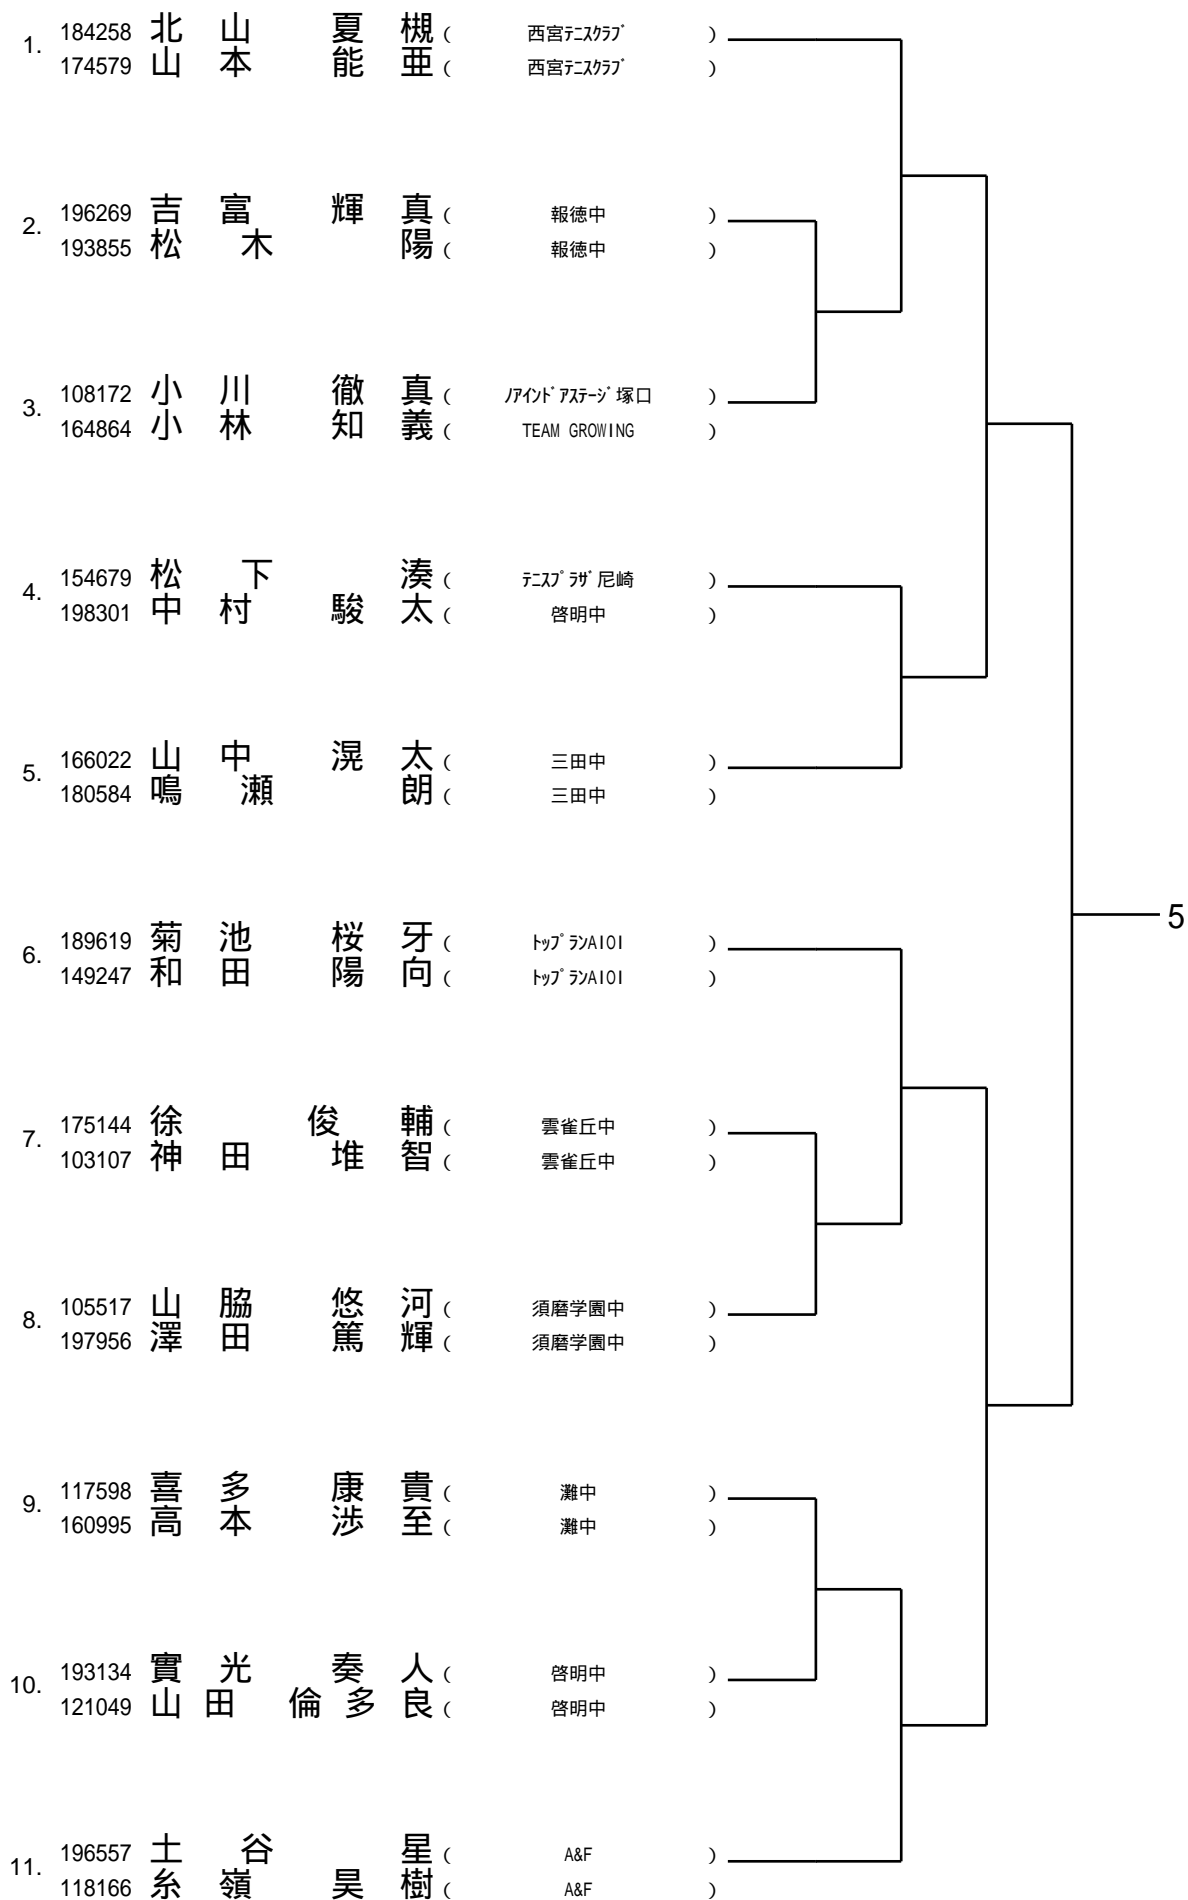 1. 184258 北山 夏槻 ( 西宮ﾃﾆｽｸﾗﾌﾞ )
174579 山本 能亜 ( 西宮ﾃﾆｽｸﾗﾌﾞ )
2. 196269 吉富 輝真 ( 報徳中 )
193855 松木 陽 ( 報徳中 )
3. 108172 小川 徹真 ( ﾉｱｲﾝﾄﾞｱｽﾃｰｼﾞ塚口 )
164864 小林 知義 ( TEAM GROWING )
4. 154679 松下 湊 ( ﾃﾆｽﾌﾟﾗｻﾞ尼崎 )
198301 中村 駿太 ( 啓明中 )
5. 166022 山中 滉太 ( 三田中 )
180584 鳴瀬 朗 ( 三田中 )
5
6. 189619 菊池 桜牙 ( ﾄｯﾌﾟﾗﾝAIOI )
149247 和田 陽向 ( ﾄｯﾌﾟﾗﾝAIOI )
7. 175144 徐 俊輔 ( 雲雀丘中 )
103107 神田 堆智 ( 雲雀丘中 )
8. 105517 山脇 悠河 ( 須磨学園中 )
197956 澤田 篤輝 ( 須磨学園中 )
9. 117598 喜多 康貴 ( 灘中 )
160995 高本 渉至 ( 灘中 )
10. 193134 實光 奏人 ( 啓明中 )
121049 山田 倫多良 ( 啓明中 )
11. 196557 土谷 星 ( A&F )
118166 糸嶺 昊樹 ( A&F )